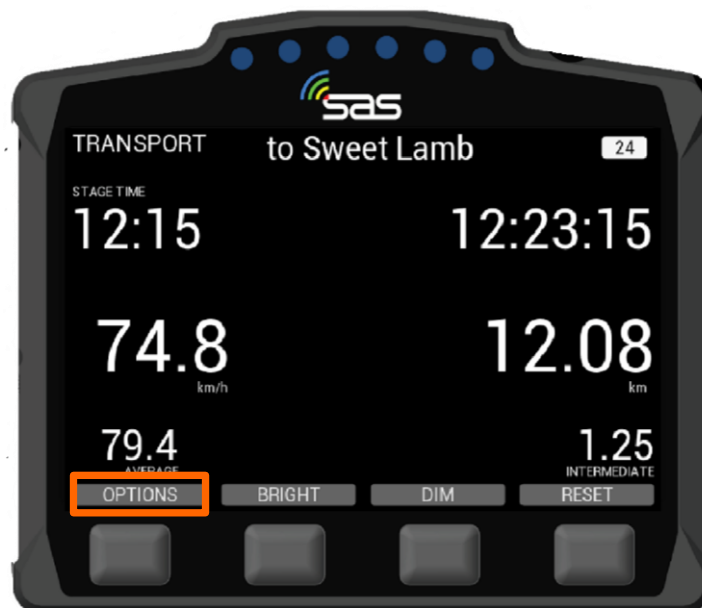 sas
TRANSPORT to Sweet Lamb 24
STAGE TIME
12:15 12:23:15
74.8 12.08
km/h km
79.4 1.25
AVERAGE INTERMEDIATE
OPTIONS BRIGHT DIM RESET